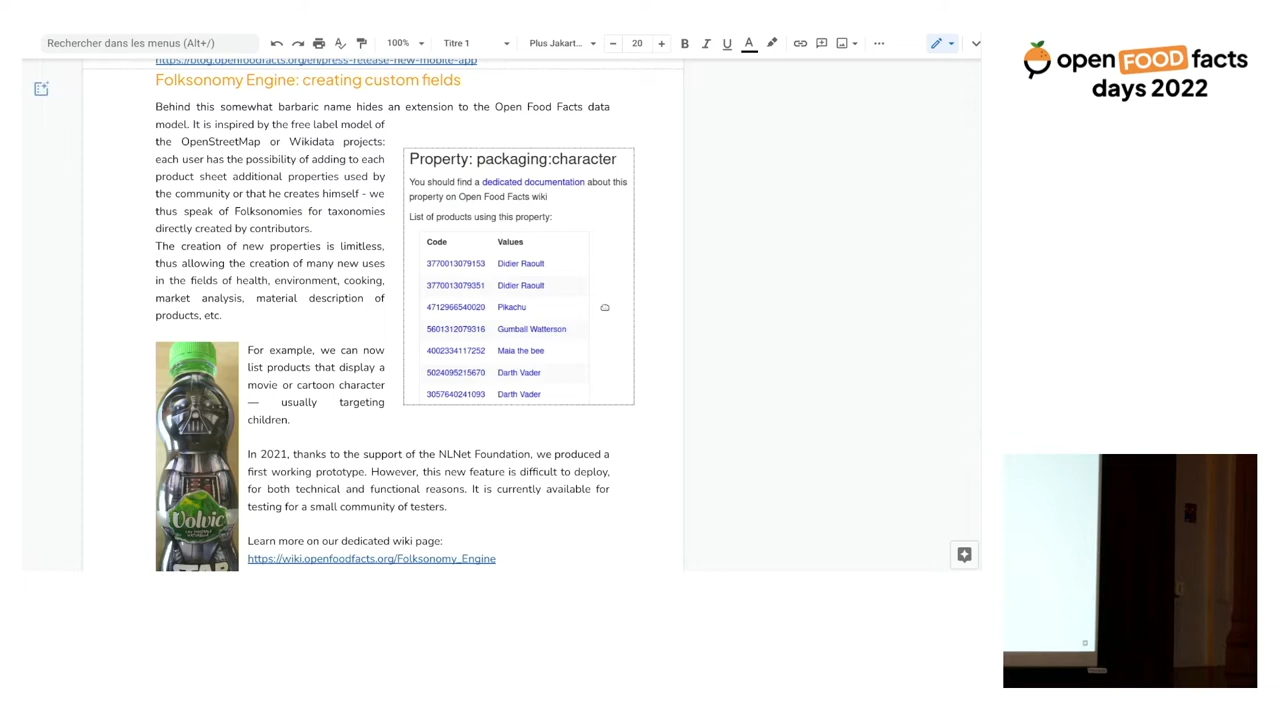 Rechercher dans les menus (Alt+/)
100%
Titre 1
Plus Jakart...
20
open FOOD facts
days 2022
https://blog.openfoodfacts.org/en/press-release-new-mobile-app
Folksonomy Engine: creating custom fields
Behind this somewhat barbaric name hides an extension to the Open Food Facts data
model. It is inspired by the free label model of
the OpenStreetMap or Wikidata projects:
each user has the possibility of adding to each
product sheet additional properties used by
the community or that he creates himself - we
thus speak of Folksonomies for taxonomies
directly created by contributors.
The creation of new properties is limitless,
thus allowing the creation of many new uses
in the fields of health, environment, cooking,
market analysis, material description of
products, etc.
Property: packaging:character
You should find a dedicated documentation about this
property on Open Food Facts wiki
List of products using this property:
Code Values
3770013079153 Didier Raoult
3770013079351 Didier Raoult
4712966540020 Pikachu
5601312079316 Gumball Watterson
4002334117252 Maia the bee
5024095215670 Darth Vader
3057640241093 Darth Vader
For example, we can now
list products that display a
movie or cartoon character
— usually targeting
children.
In 2021, thanks to the support of the NLNet Foundation, we produced a
first working prototype. However, this new feature is difficult to deploy,
for both technical and functional reasons. It is currently available for
testing for a small community of testers.
Learn more on our dedicated wiki page:
https://wiki.openfoodfacts.org/Folksonomy_Engine
Volvic
STAR